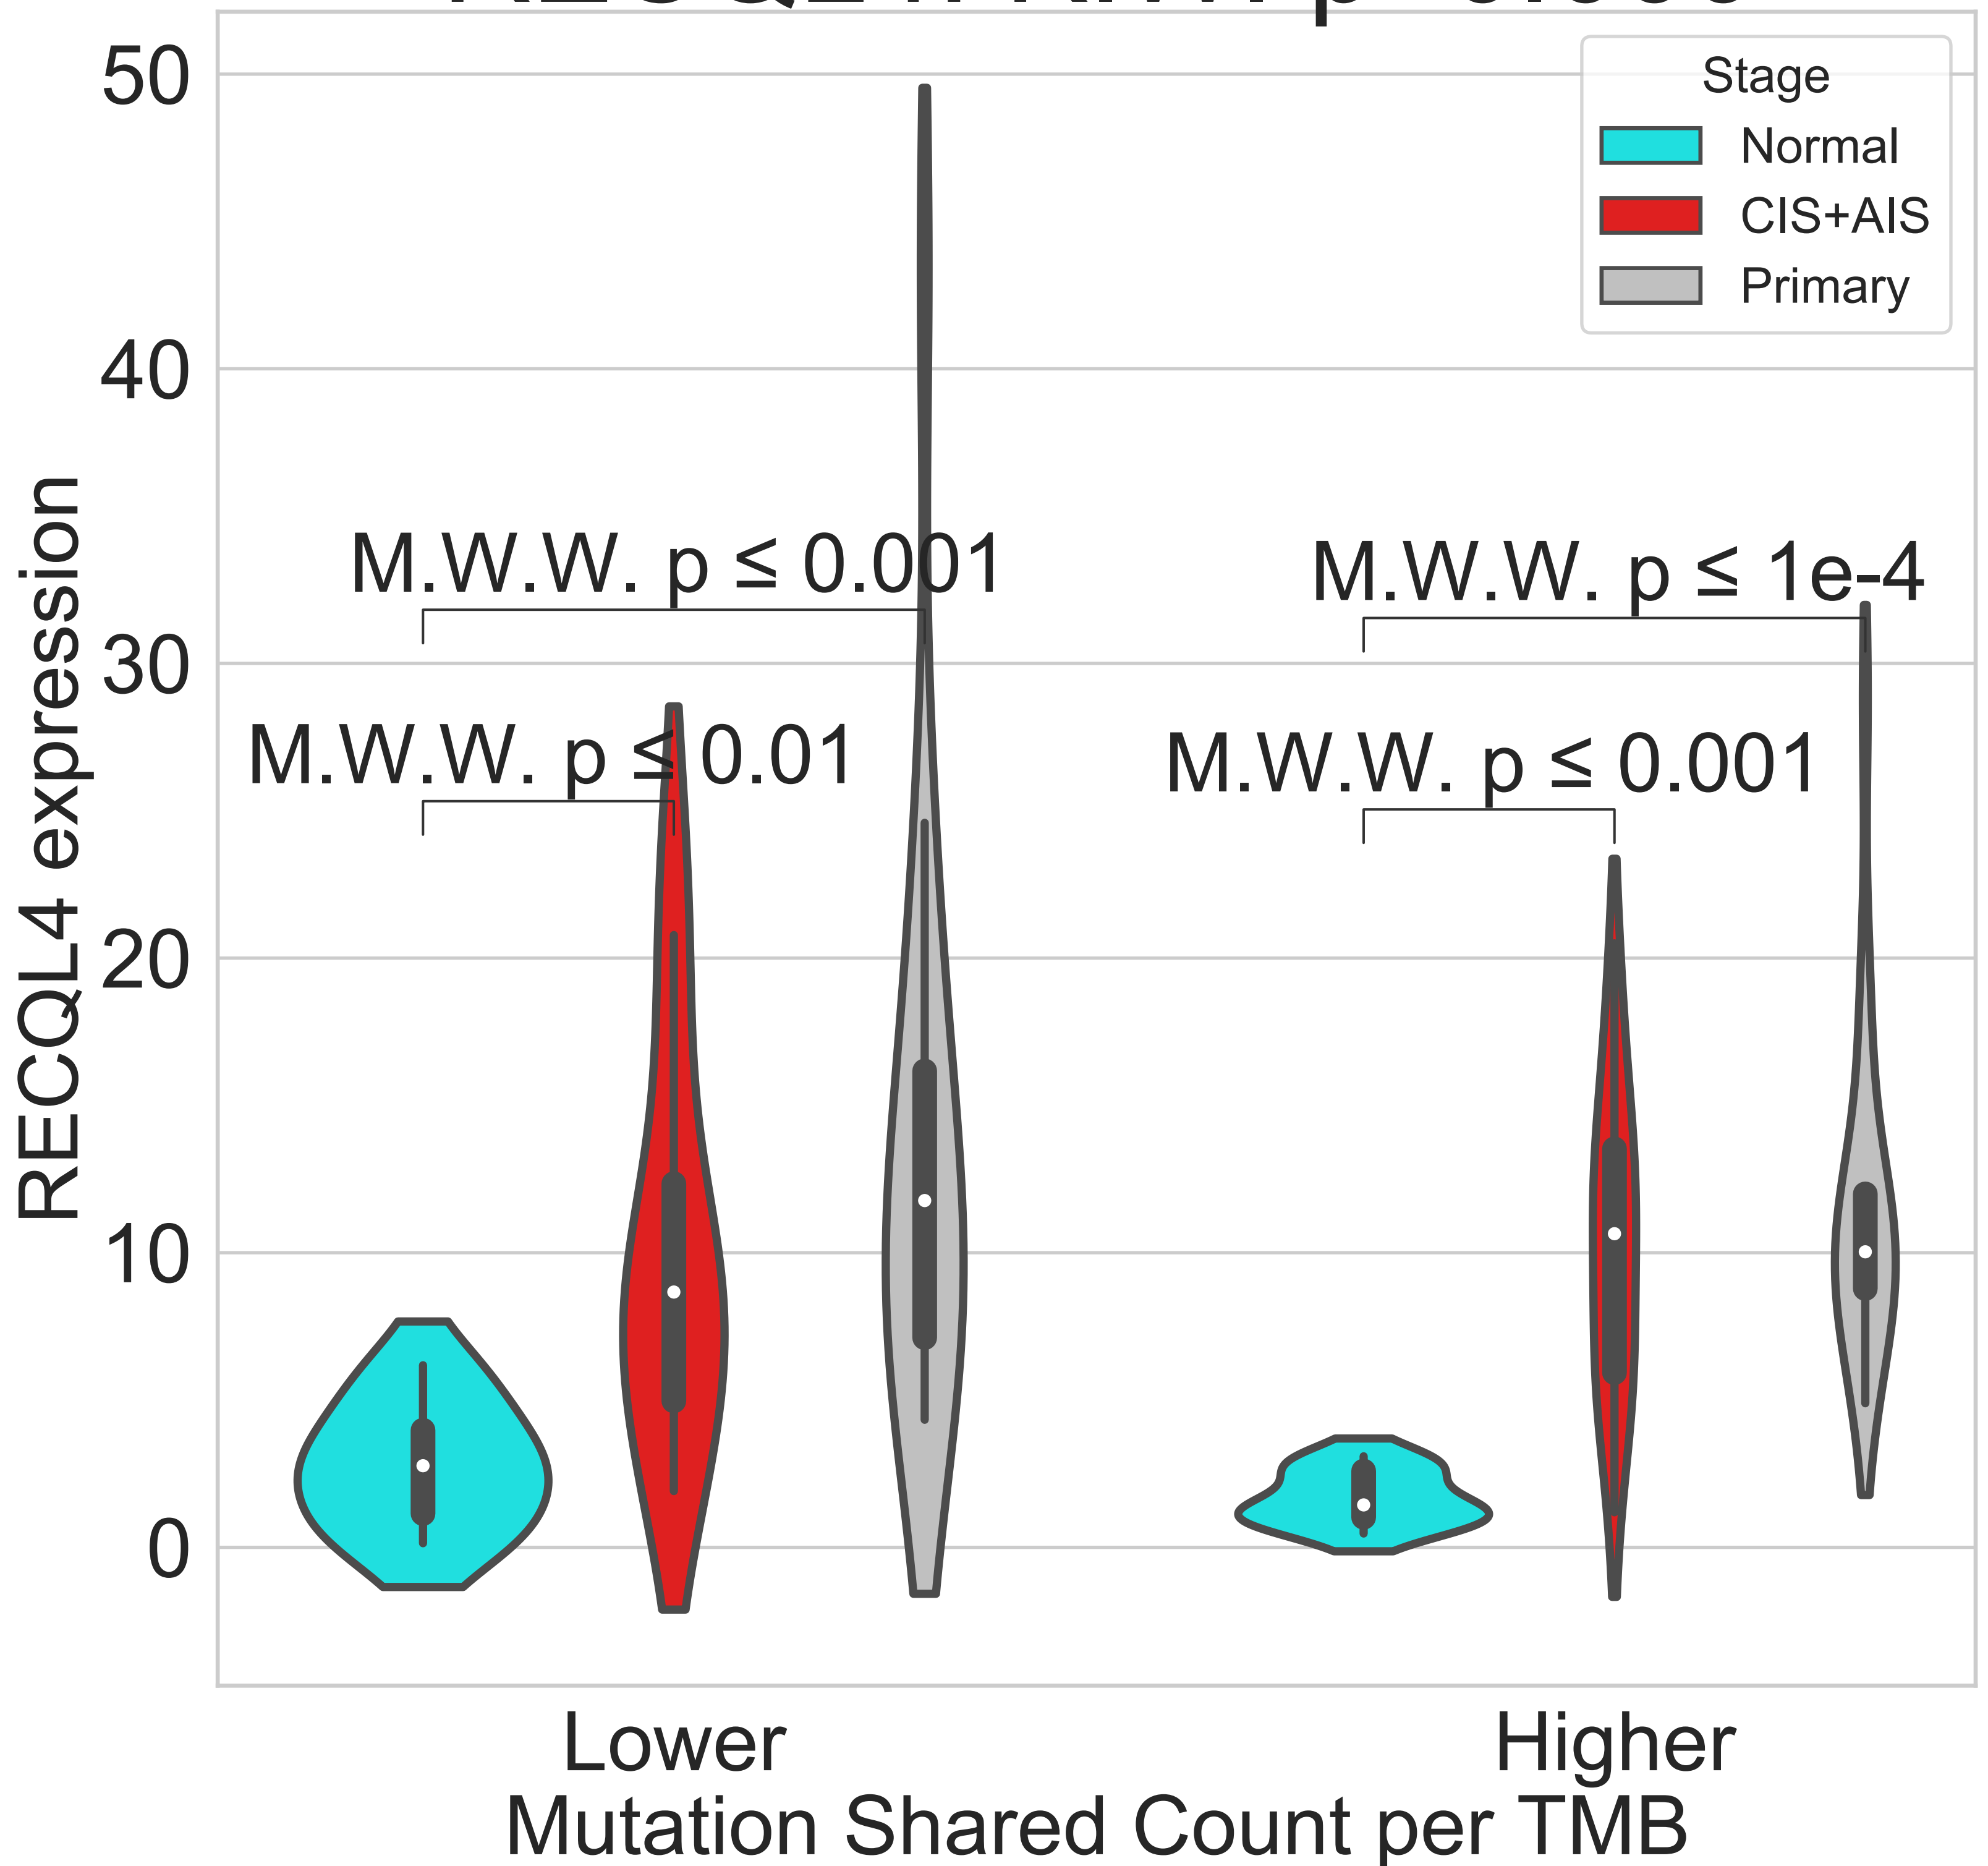 50
40
30
20
10
0
RECQL4 expression
Stage
Normal
CIS+AIS
Primary
M.W.W. p ≤ 0.001
M.W.W. p ≤ 1e-4
M.W.W. p ≤ 0.01
M.W.W. p ≤ 0.001
Lower
Higher
Mutation Shared Count per TMB